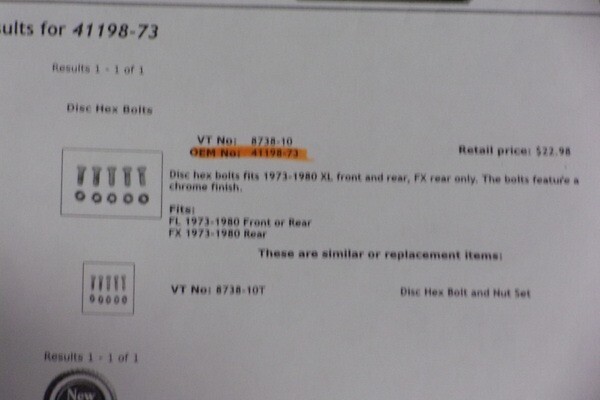 ults for 41198-73
Results 1 - 1 of 1
Disc Hex Bolts
VT No: 8738-10
OEM No: 41198-73
Retail price: $22.98
Disc hex bolts fits 1973-1980 XL front and rear, FX rear only. The bolts feature a
chrome finish.
Fits:
FL 1973-1980 Front or Rear
FX 1973-1980 Rear
These are similar or replacement items:
VT No: 8738-10T
Disc Hex Bolt and Nut Set
Results 1 - 1 of 1
New